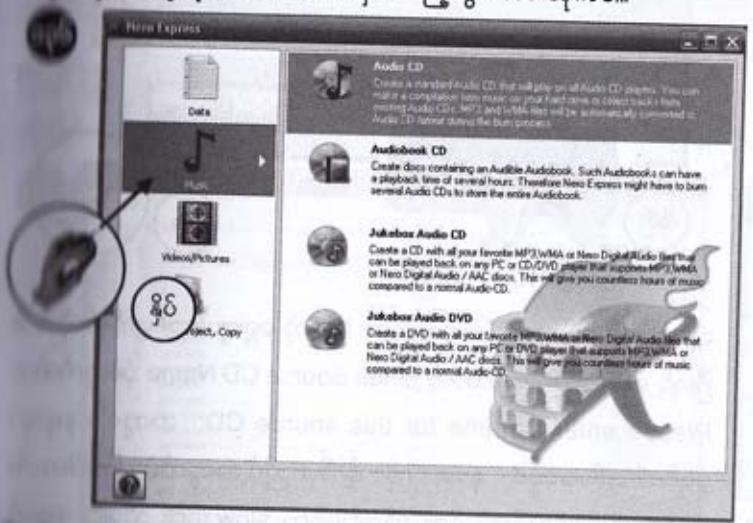 Nero Express
Data
Music
Videos/Pictures
ject, Copy
Audio CD
Create a standard Audio CD that will play on all Audio CD players. You can
make a compilation from music on your hard drive or select tracks from
existing Audio CDs. MP3 and WMA files will be automatically converted to
Audio CD format during the burn process.
Audiobook CD
Create discs containing an Audible Audiobook. Such Audiobooks can have
a playback time of several hours. Therefore Nero Express might have to burn
several Audio CDs to store the entire Audiobook.
Jukebox Audio CD
Create a CD with all your favorite MP3,WMA or Nero Digital Audio files that
can be played back on any PC or CD/DVD player that supports MP3,WMA
or Nero Digital Audio / AAC discs. This will give you countless hours of music
compared to a normal Audio-CD.
Jukebox Audio DVD
Create a DVD with all your favorite MP3,WMA or Nero Digital Audio files that
can be played back on any PC or DVD player that supports MP3,WMA or
Nero Digital Audio / AAC discs. This will give you countless hours of music
compared to a normal Audio-CD.